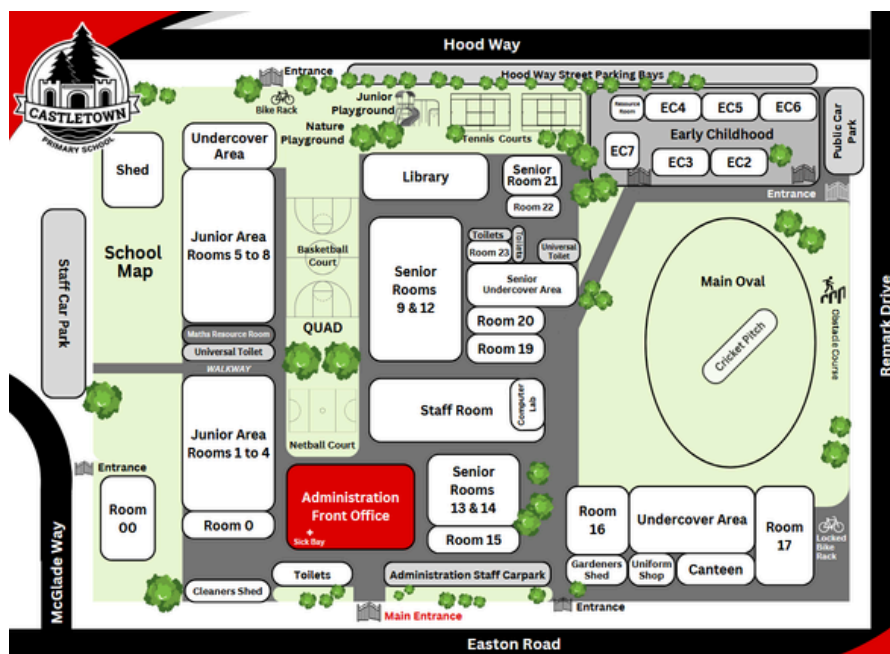 Hood Way
CASTLETOWN
PRIMARY SCHOOL
Entrance
Hood Way Street Parking Bays
Bike Rack
Junior
Playground
Nature
Playground
Tennis Courts
Resource
Room
EC4
EC5
EC6
Early Childhood
EC7
EC3
EC2
Public Car
Park
Entrance
Shed
Undercover
Area
Library
Senior
Room 21
Room 22
School
Map
Staff Car Park
Junior Area
Rooms 5 to 8
Basketball
Court
QUAD
Senior
Rooms
9 & 12
Toilets
Room 23
Toilets
Universal
Toilet
Senior
Undercover Area
Room 20
Room 19
Main Oval
Cricket Pitch
Obstacle Course
Remark Drive
Maths Resource Room
Universal Toilet
WALKWAY
Junior Area
Rooms 1 to 4
Netball Court
Staff Room
Computer
Lab
Entrance
Room
00
Room 0
Administration
Front Office
Sick Bay
Senior
Rooms
13 & 14
Room 15
Room
16
Undercover Area
Room
17
Locked
Bike
Rack
Gardeners
Shed
Uniform
Shop
Canteen
McGlade Way
Cleaners Shed
Toilets
Administration Staff Carpark
Main Entrance
Entrance
Easton Road